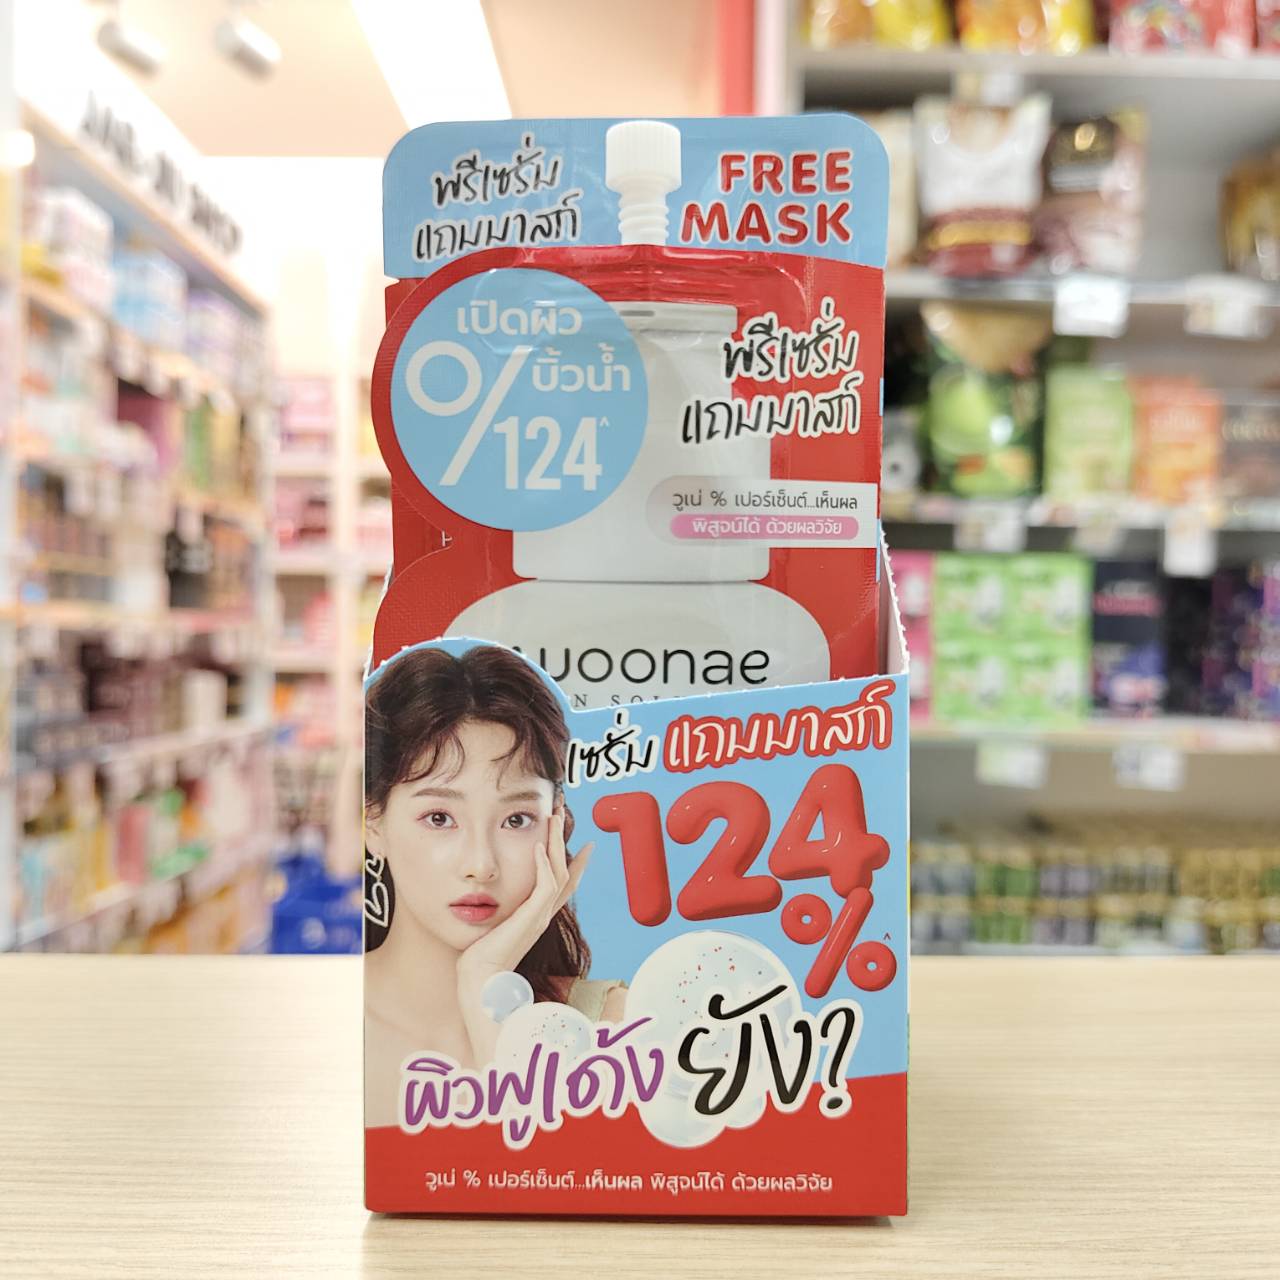 พรีเซรั่ม
แถมมาสก์
FREE
MASK
เปิดผิว
บิ้วน้ำ
%
124^
พรีเซรั่ม
แถมมาสก์
วูเน่ % เปอร์เซ็นต์...เห็นผล
พิสูจน์ได้ ด้วยผลวิจัย
woonae
เซรั่ม แถมมาสก์
124
%^
ผิวฟูเด้ง ยัง?
วูเน่ % เปอร์เซ็นต์...เห็นผล พิสูจน์ได้ ด้วยผลวิจัย